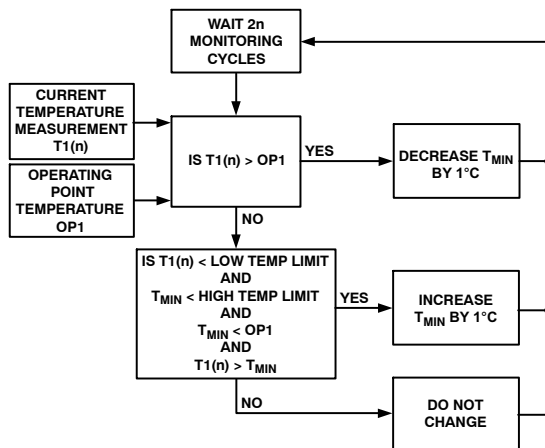 WAIT 2n
MONITORING
CYCLES
CURRENT
TEMPERATURE
MEASUREMENT
T1(n)
IS T1(n) > OP1
YES
DECREASE TMIN
BY 1°C
OPERATING
POINT
TEMPERATURE
OP1
NO
IS T1(n) < LOW TEMP LIMIT
AND
TMIN < HIGH TEMP LIMIT
AND
TMIN < OP1
AND
T1(n) > TMIN
YES
INCREASE
TMIN BY 1°C
NO
DO NOT
CHANGE